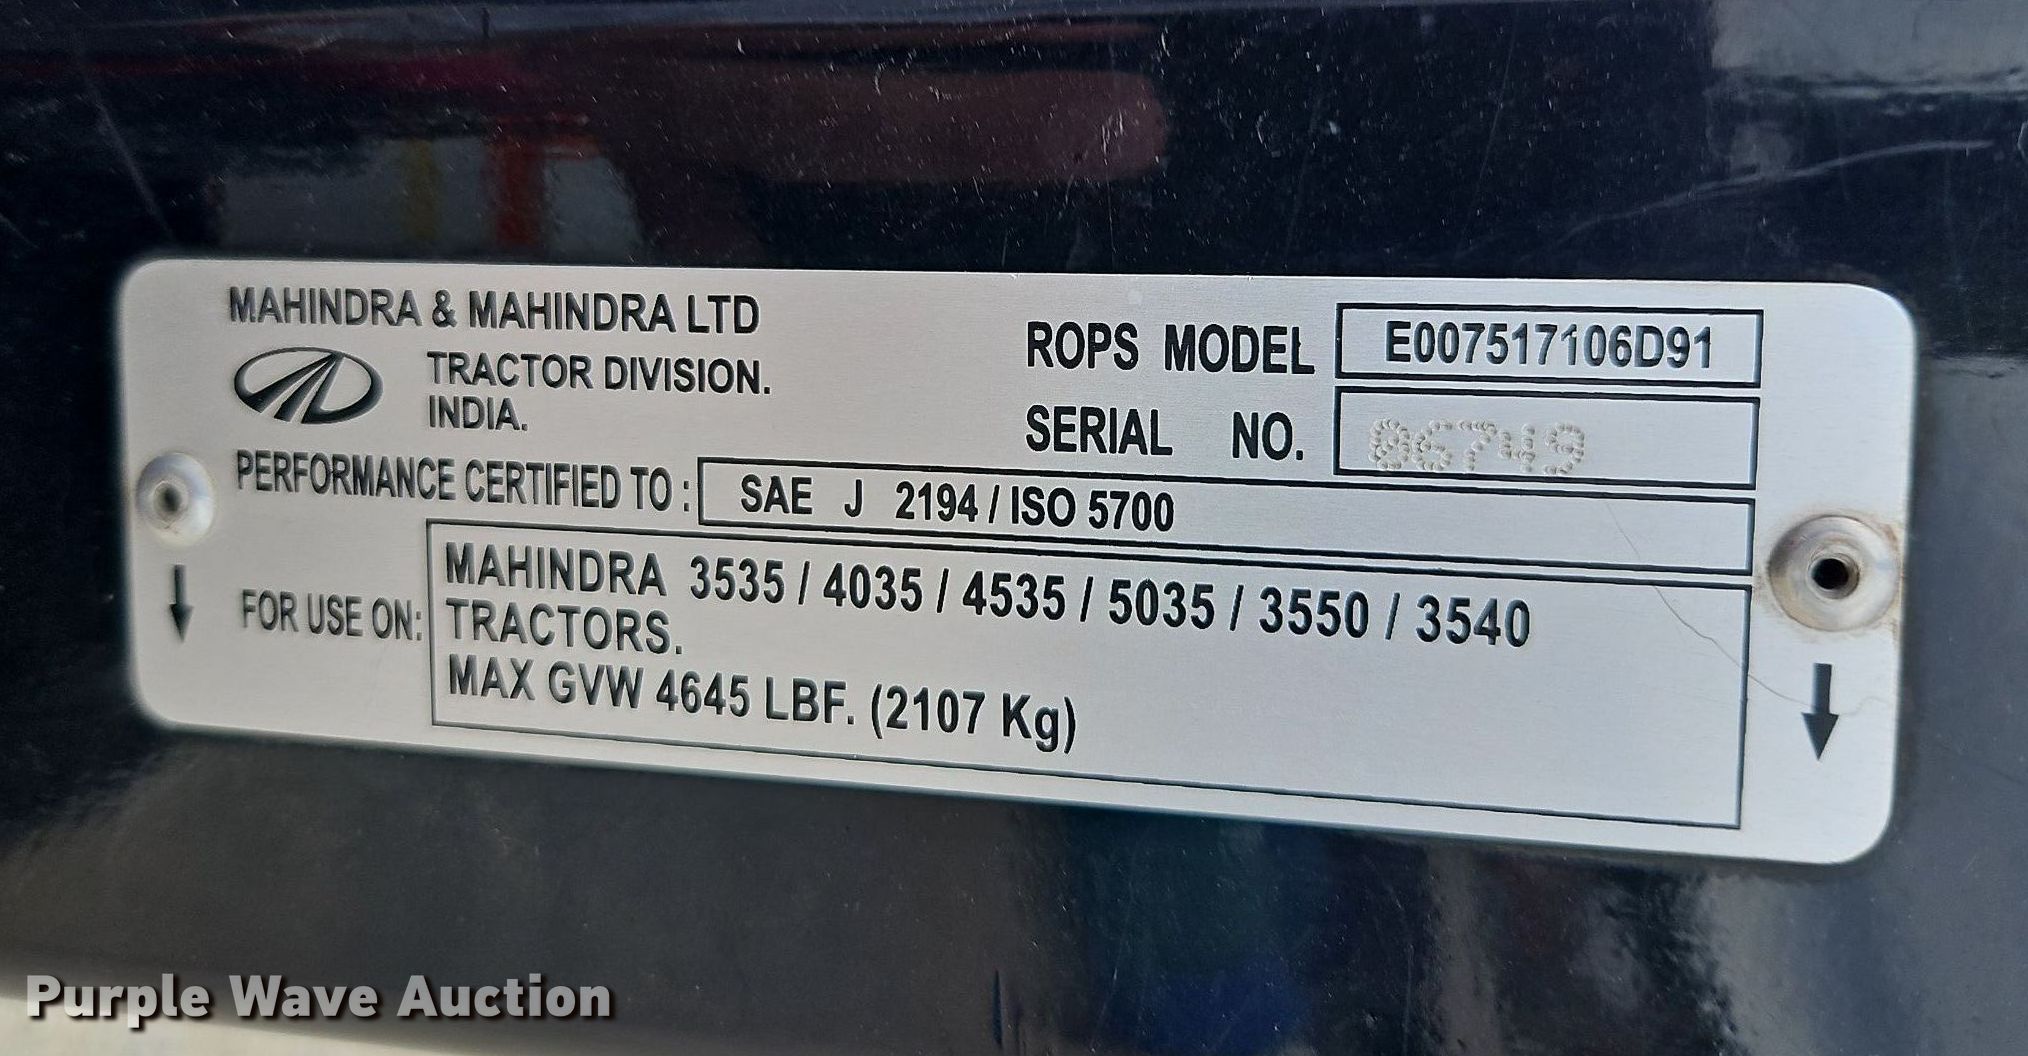 MAHINDRA & MAHINDRA LTD
TRACTOR DIVISION.
INDIA.
ROPS MODEL E007517106D91
SERIAL NO. 86749
PERFORMANCE CERTIFIED TO : SAE J 2194 / ISO 5700
FOR USE ON: MAHINDRA 3535 / 4035 / 4535 / 5035 / 3550 / 3540
TRACTORS.
MAX GVW 4645 LBF. (2107 Kg)
Purple Wave Auction